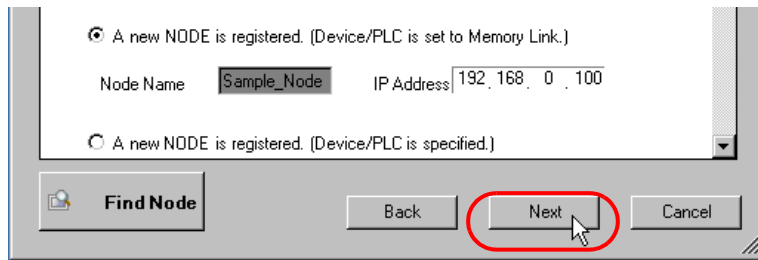 A new NODE is registered. (Device/PLC is set to Memory Link.)
Node Name Sample_Node IP Address 192. 168. 0 . 100
A new NODE is registered. (Device/PLC is specified.)
Find Node Back Next Cancel